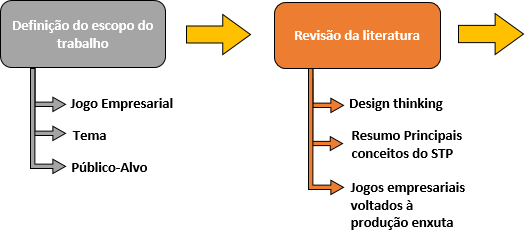 Definição do escopo do
trabalho
Jogo Empresarial
Tema
Público-Alvo
Revisão da literatura
Design thinking
Resumo Principais
conceitos do STP
Jogos empresariais
voltados à
produção enxuta